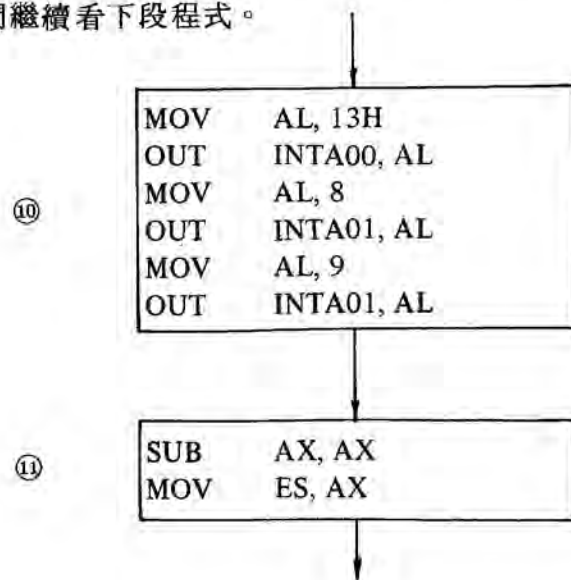 繼續看下段程式。
⑩
MOV AL, 13H
OUT INTA00, AL
MOV AL, 8
OUT INTA01, AL
MOV AL, 9
OUT INTA01, AL
⑪
SUB AX, AX
MOV ES, AX